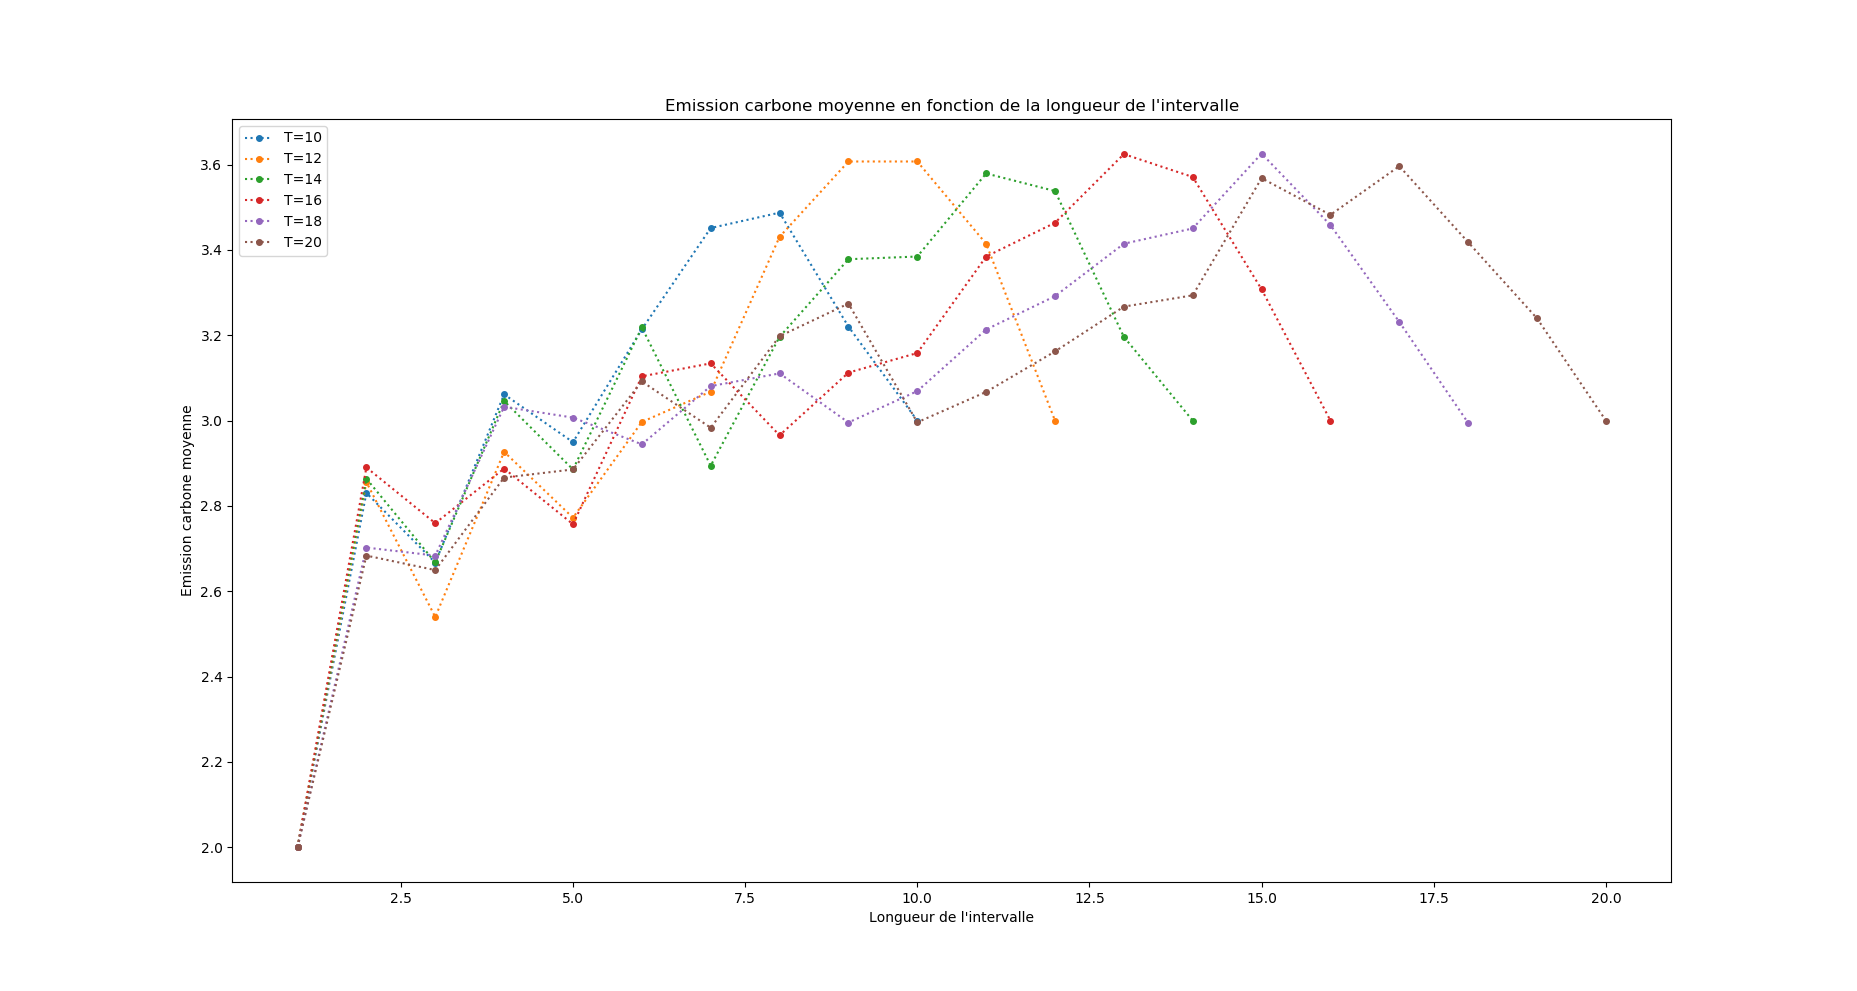 Emission carbone moyenne en fonction de la longueur de l'intervalle
T=10
T=12
T=14
T=16
T=18
T=20
3.6
3.4
3.2
3.0
2.8
2.6
2.4
2.2
2.0
Emission carbone moyenne
2.5 5.0 7.5 10.0 12.5 15.0 17.5 20.0
Longueur de l'intervalle